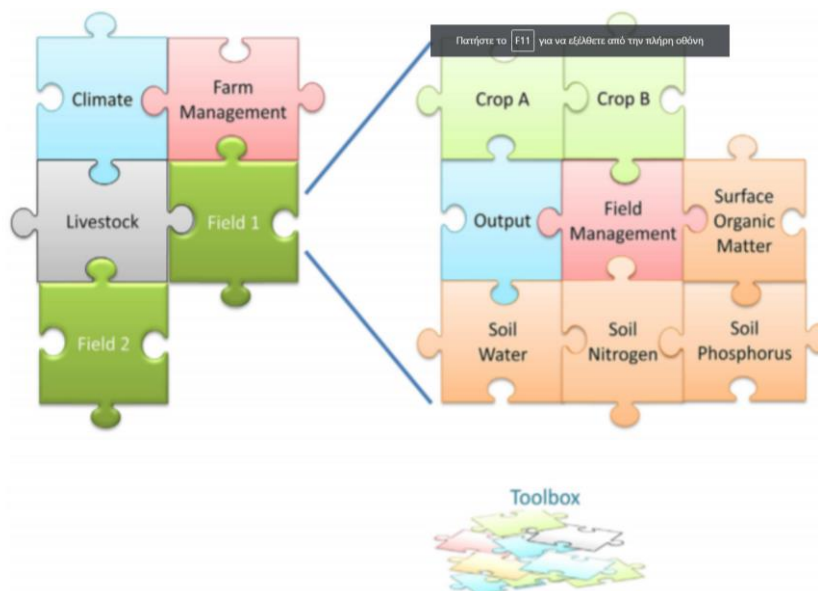 Πατήστε το F11 για να εξέλθετε από την πλήρη οθόνη
Climate
Farm
Management
Crop A
Crop B
Livestock
Field 1
Output
Field
Management
Surface
Organic
Matter
Field 2
Soil
Water
Soil
Nitrogen
Soil
Phosphorus
Toolbox